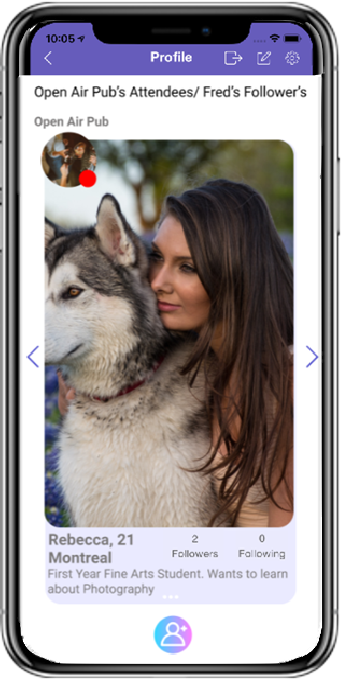 10:05
Profile
Open Air Pub's Attendees/ Fred's Follower's
Open Air Pub
Rebecca, 21
Montreal
2
Followers
0
Following
First Year Fine Arts Student. Wants to learn
about Photography